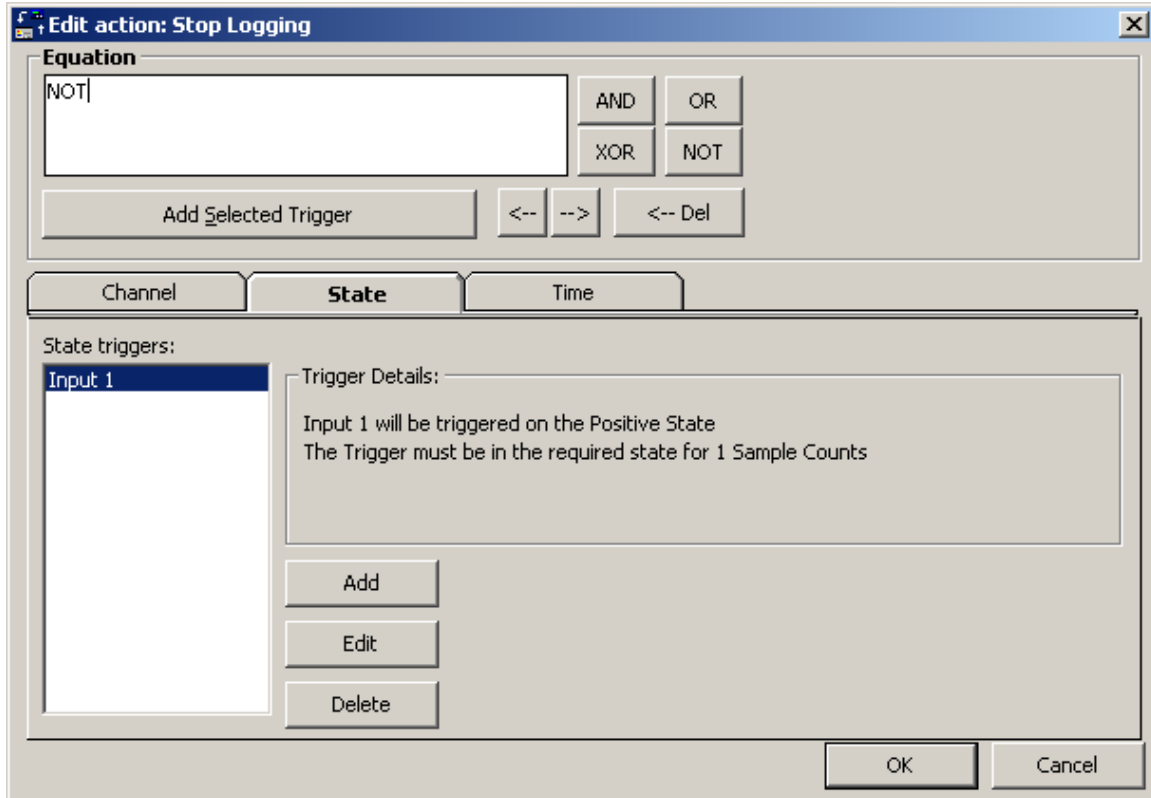 Edit action: Stop Logging
Equation
NOT
AND
OR
XOR
NOT
Add Selected Trigger
<--
-->
<-- Del
Channel
State
Time
State triggers:
Input 1
Trigger Details:
Input 1 will be triggered on the Positive State
The Trigger must be in the required state for 1 Sample Counts
Add
Edit
Delete
OK
Cancel